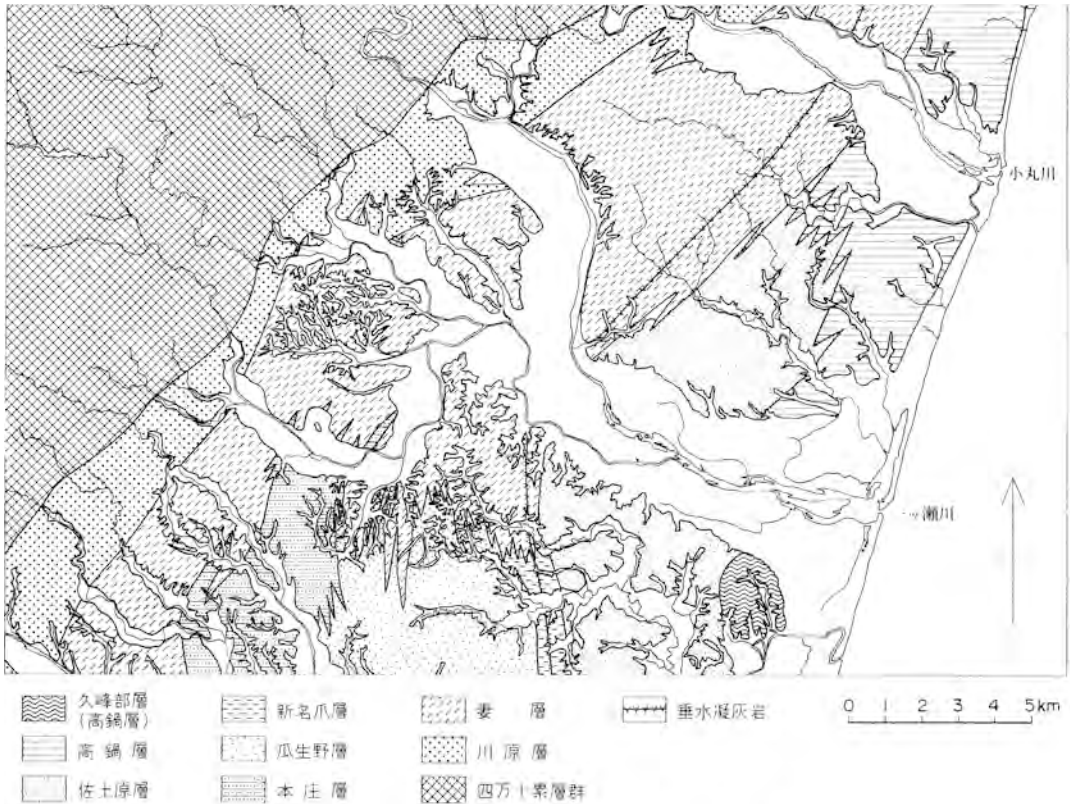 小丸川
一ッ瀬川
久峰部層
(高鍋層)
高鍋層
佐土原層
新名爪層
瓜生野層
本庄層
妻層
川原層
四万十累層群
垂水凝灰岩
0 1 2 3 4 5km